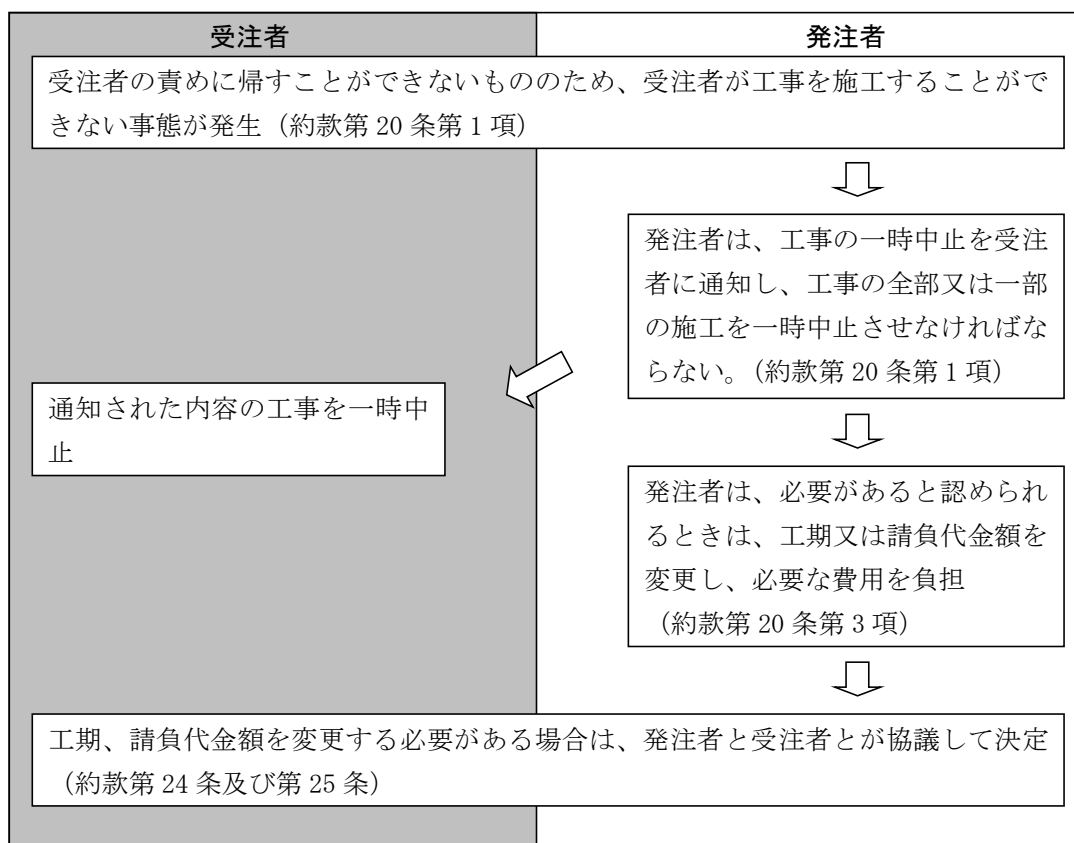 受注者
発注者
受注者の責めに帰すことができないもののため、受注者が工事を施工することがで
きない事態が発生（約款第 20 条第 1 項）
発注者は、工事の一時中止を受注
者に通知し、工事の全部又は一部
の施工を一時中止させなければな
らない。（約款第 20 条第 1 項）
通知された内容の工事を一時中
止
発注者は、必要があると認められ
るときは、工期又は請負代金額を
変更し、必要な費用を負担
（約款第 20 条第 3 項）
工期、請負代金額を変更する必要がある場合は、発注者と受注者とが協議して決定
（約款第 24 条及び第 25 条）